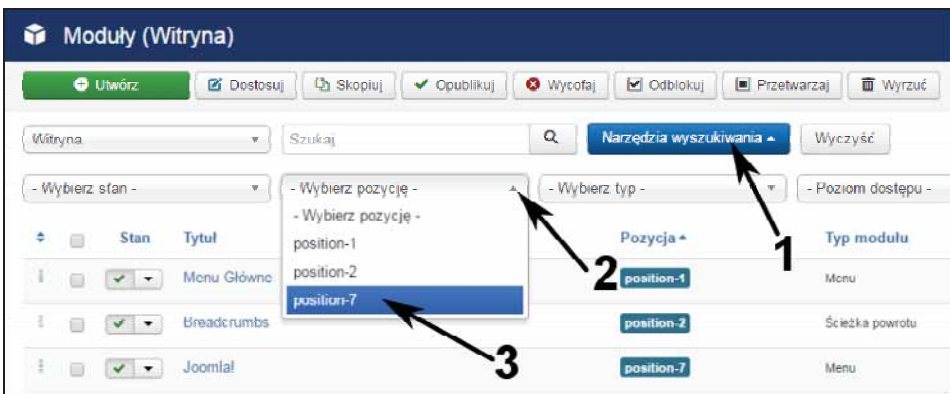 Moduły (Witryna)
Utwórz Dostosuj Skopiuj Opublikuj Wycofaj Odblokuj Przetwarzaj Wyrzuć
Witryna Szukaj Narzędzia wyszukiwania Wyczyść
- Wybierz stan - - Wybierz pozycję - - Wybierz typ - - Poziom dostępu -
- Wybierz pozycję -
position-1
position-2
position-7
1
2
3
Stan Tytuł Pozycja Typ modułu
Menu Główne position-1 Menu
Breadcrumbs position-2 Ścieżka powrotu
Joomla! position-7 Menu